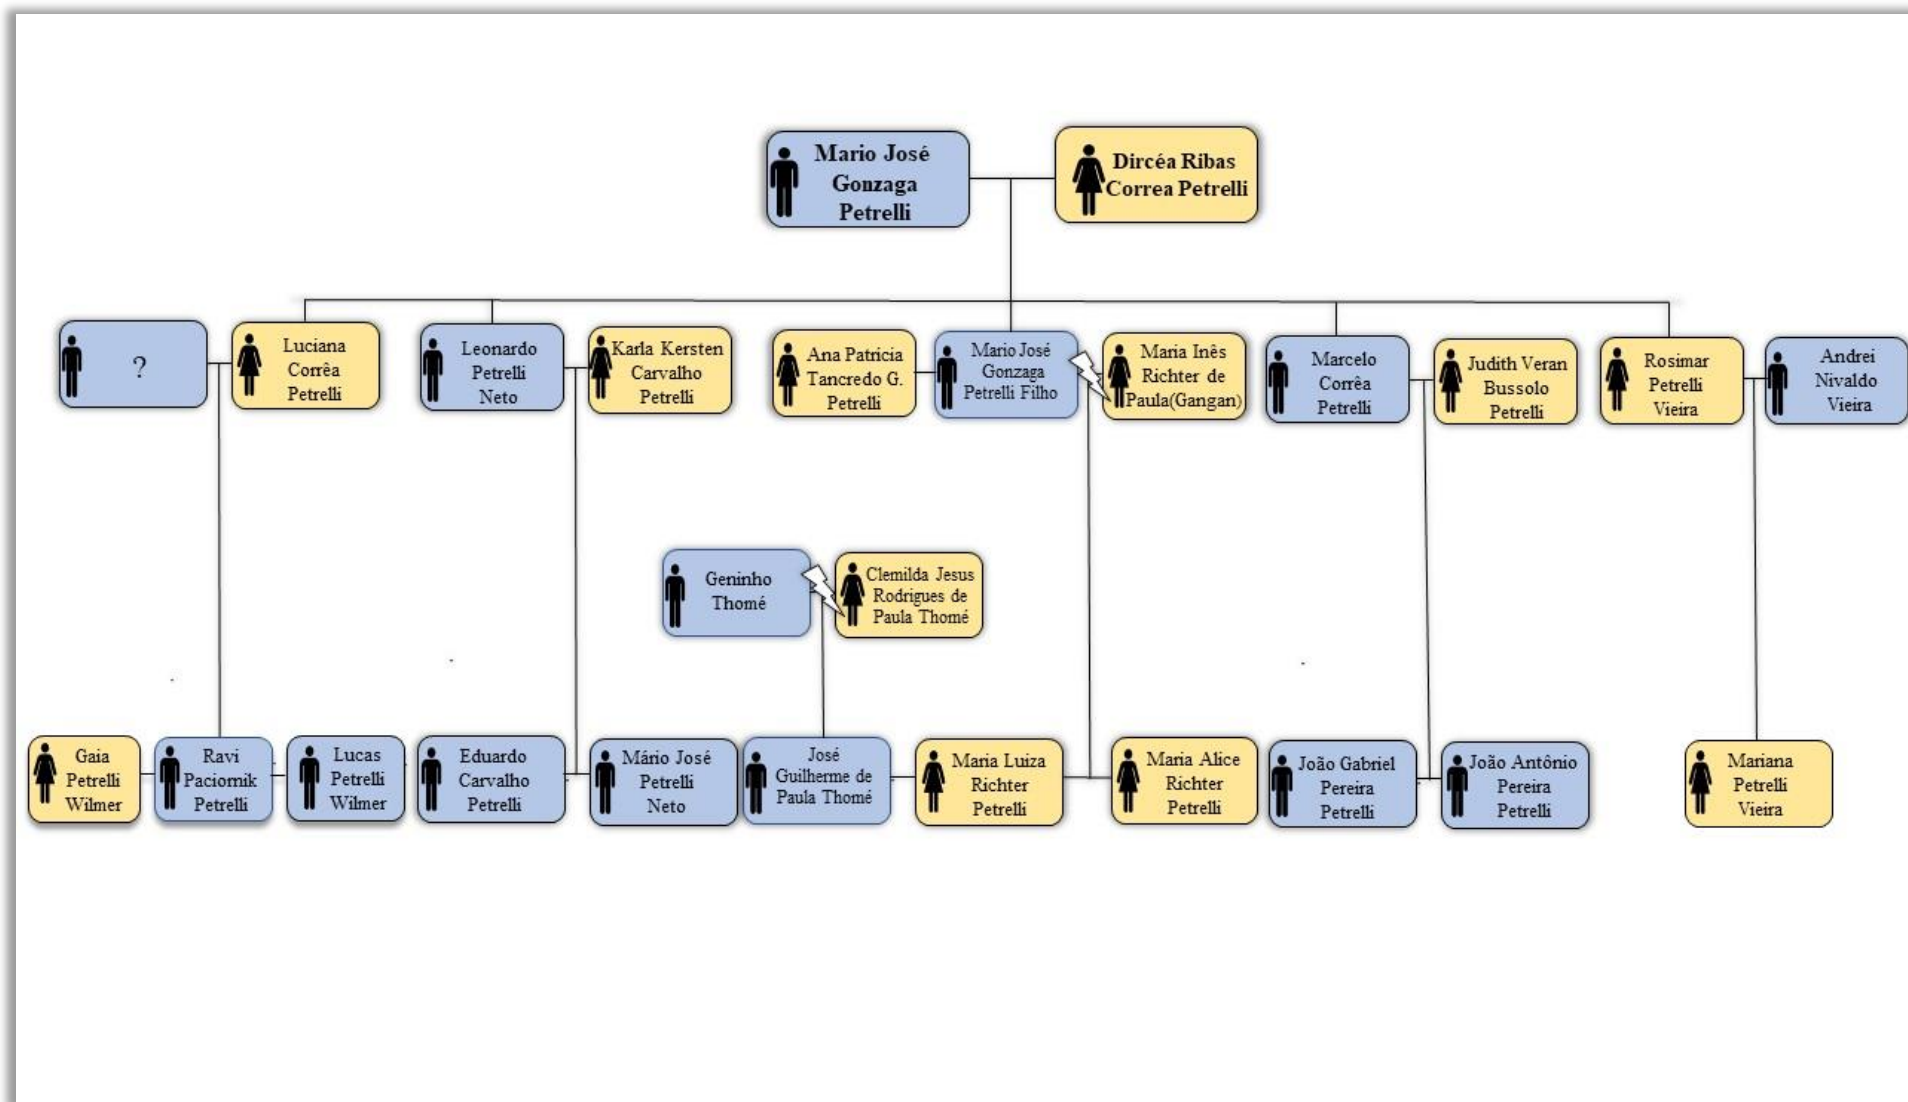 Mario José
Gonzaga
Petrelli
Dircéa Ribas
Correa Petrelli
?
Luciana
Corrêa
Petrelli
Leonardo
Petrelli
Neto
Karla Kersten
Carvalho
Petrelli
Ana Patricia
Tancredo G.
Petrelli
Mario José
Gonzaga
Petrelli Filho
Maria Inês
Richter de
Paula(Gangan)
Marcelo
Corrêa
Petrelli
Judith Veran
Bussolo
Petrelli
Rosimar
Petrelli
Vieira
Andrei
Nivaldo
Vieira
Geninho
Thomé
Clemilda Jesus
Rodrigues de
Paula Thomé
Gaia
Petrelli
Wilmer
Ravi
Paciornik
Petrelli
Lucas
Petrelli
Wilmer
Eduardo
Carvalho
Petrelli
Mário José
Petrelli
Neto
José
Guilherme de
Paula Thomé
Maria Luiza
Richter
Petrelli
Maria Alice
Richter
Petrelli
João Gabriel
Pereira
Petrelli
João Antônio
Pereira
Petrelli
Mariana
Petrelli
Vieira